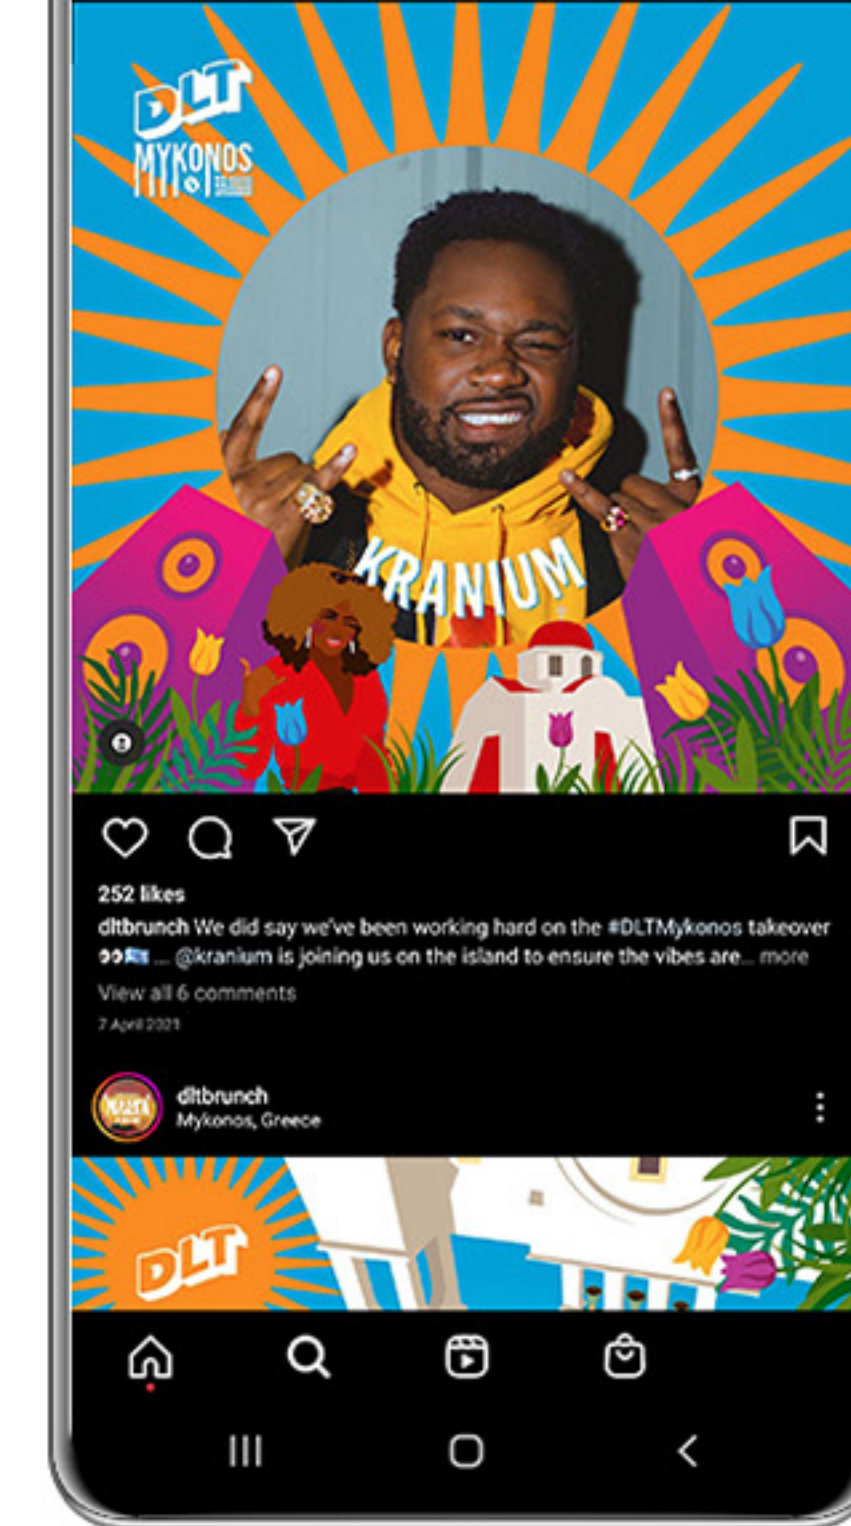 DLT
MYKONOS
KRANIUM
252 likes
dltbrunch We did say we've been working hard on the #DLTMykonos takeover
👀🇬🇷 ... @kranium is joining us on the island to ensure the vibes are... more
View all 6 comments
7 April 2021
dltbrunch
Mykonos, Greece
DLT